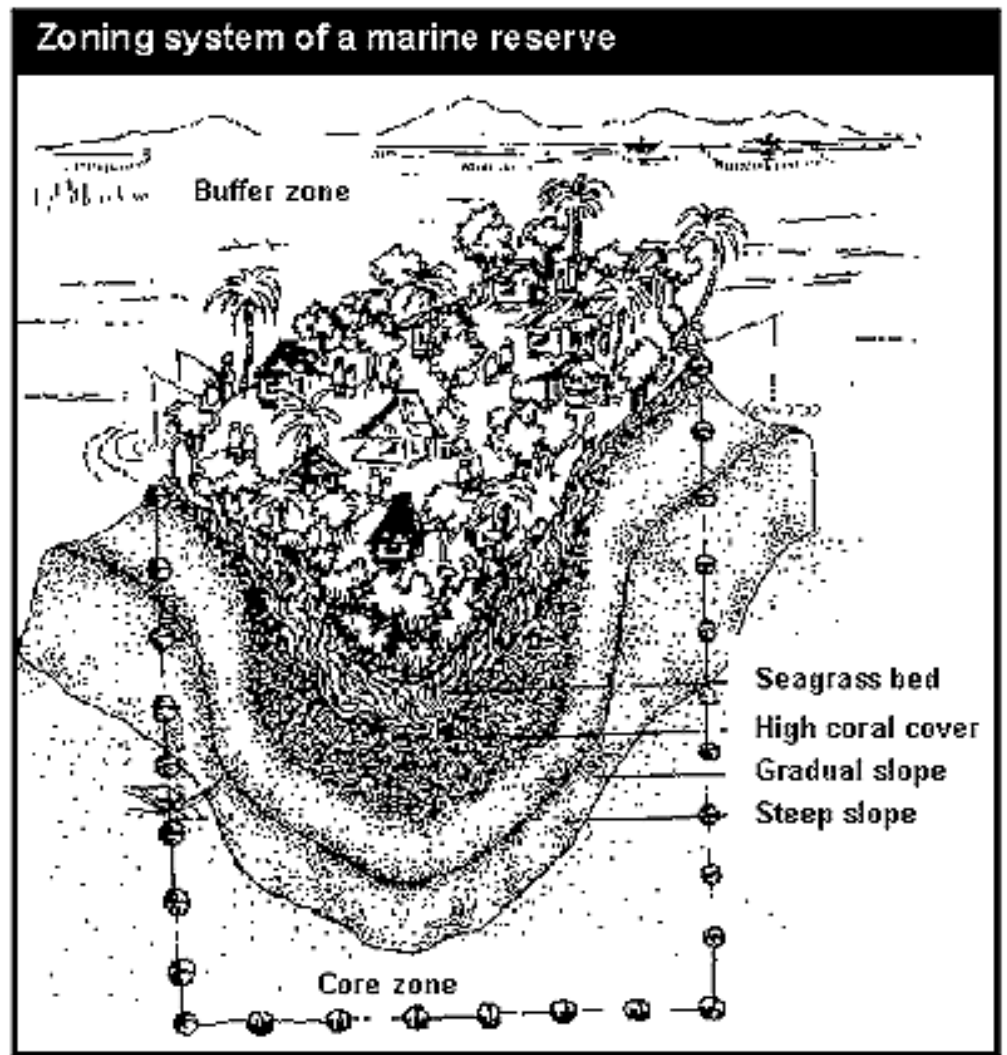 Zoning system of a marine reserve
Buffer zone
Seagrass bed
High coral cover
Gradual slope
Steep slope
Core zone